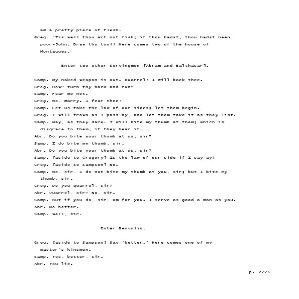 am a pretty piece of flesh.
Greg. 'Tis well thou art not fish; if thou hadst, thou hadst been
poor-John. Draw thy tool! Here comes two of the house of
Montagues.
Enter two other Servingmen [Abram and Balthasar].
Samp. My naked weapon is out. Quarrel! I will back thee.
Greg. How? turn thy back and run?
Samp. Fear me not.
Greg. No, marry. I fear thee!
Samp. Let us take the law of our sides; let them begin.
Greg. I will frown as I pass by, and let them take it as they list.
Samp. Nay, as they dare. I will bite my thumb at them; which is
disgrace to them, if they bear it.
Abr. Do you bite your thumb at us, sir?
Samp. I do bite my thumb, sir.
Abr. Do you bite your thumb at us, sir?
Samp. [aside to Gregory] Is the law of our side if I say ay?
Greg. [aside to Sampson] No.
Samp. No, sir, I do not bite my thumb at you, sir; but I bite my
thumb, sir.
Greg. Do you quarrel, sir?
Abr. Quarrel, sir? No, sir.
Samp. But if you do, sir, am for you. I serve as good a man as you.
Abr. No better.
Samp. Well, sir.
Enter Benvolio.
Greg. [aside to Sampson] Say 'better.' Here comes one of my
master's kinsmen.
Samp. Yes, better, sir.
Abr. You lie.